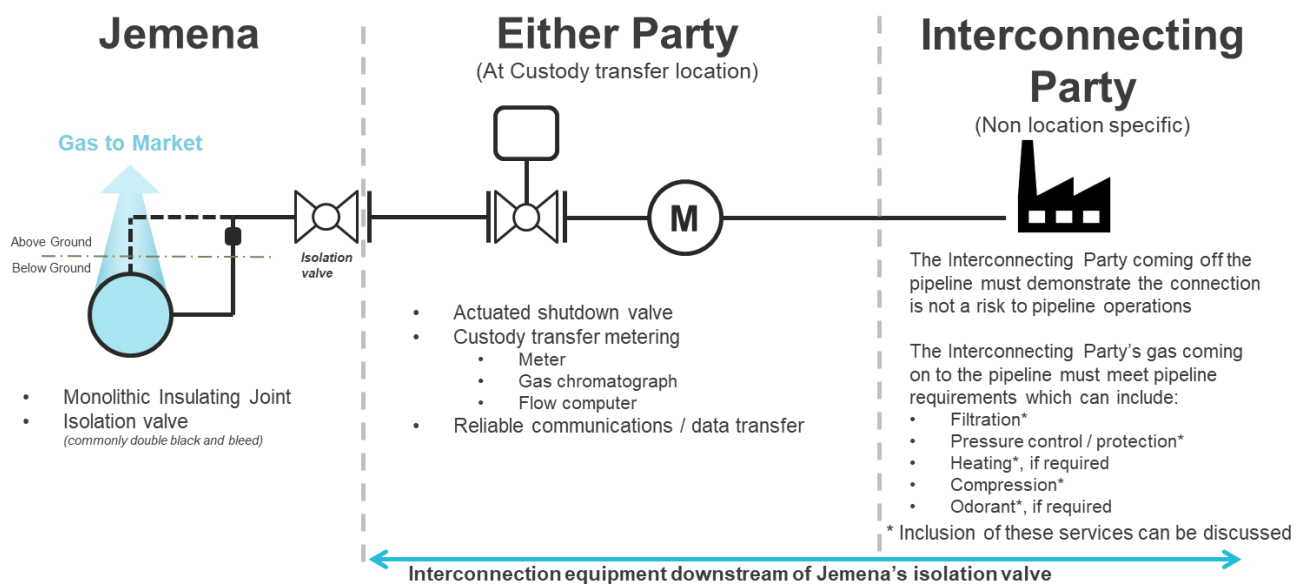 Jemena
Either Party
(At Custody transfer location)
Interconnecting
Party
(Non location specific)
Gas to Market
Above Ground
Below Ground
Isolation
valve
M
• Monolithic Insulating Joint
• Isolation valve
(commonly double black and bleed)
• Actuated shutdown valve
• Custody transfer metering
• Meter
• Gas chromatograph
• Flow computer
• Reliable communications / data transfer
The Interconnecting Party coming off the
pipeline must demonstrate the connection
is not a risk to pipeline operations
The Interconnecting Party's gas coming
on to the pipeline must meet pipeline
requirements which can include:
• Filtration*
• Pressure control / protection*
• Heating*, if required
• Compression*
• Odorant*, if required
* Inclusion of these services can be discussed
Interconnection equipment downstream of Jemena's isolation valve